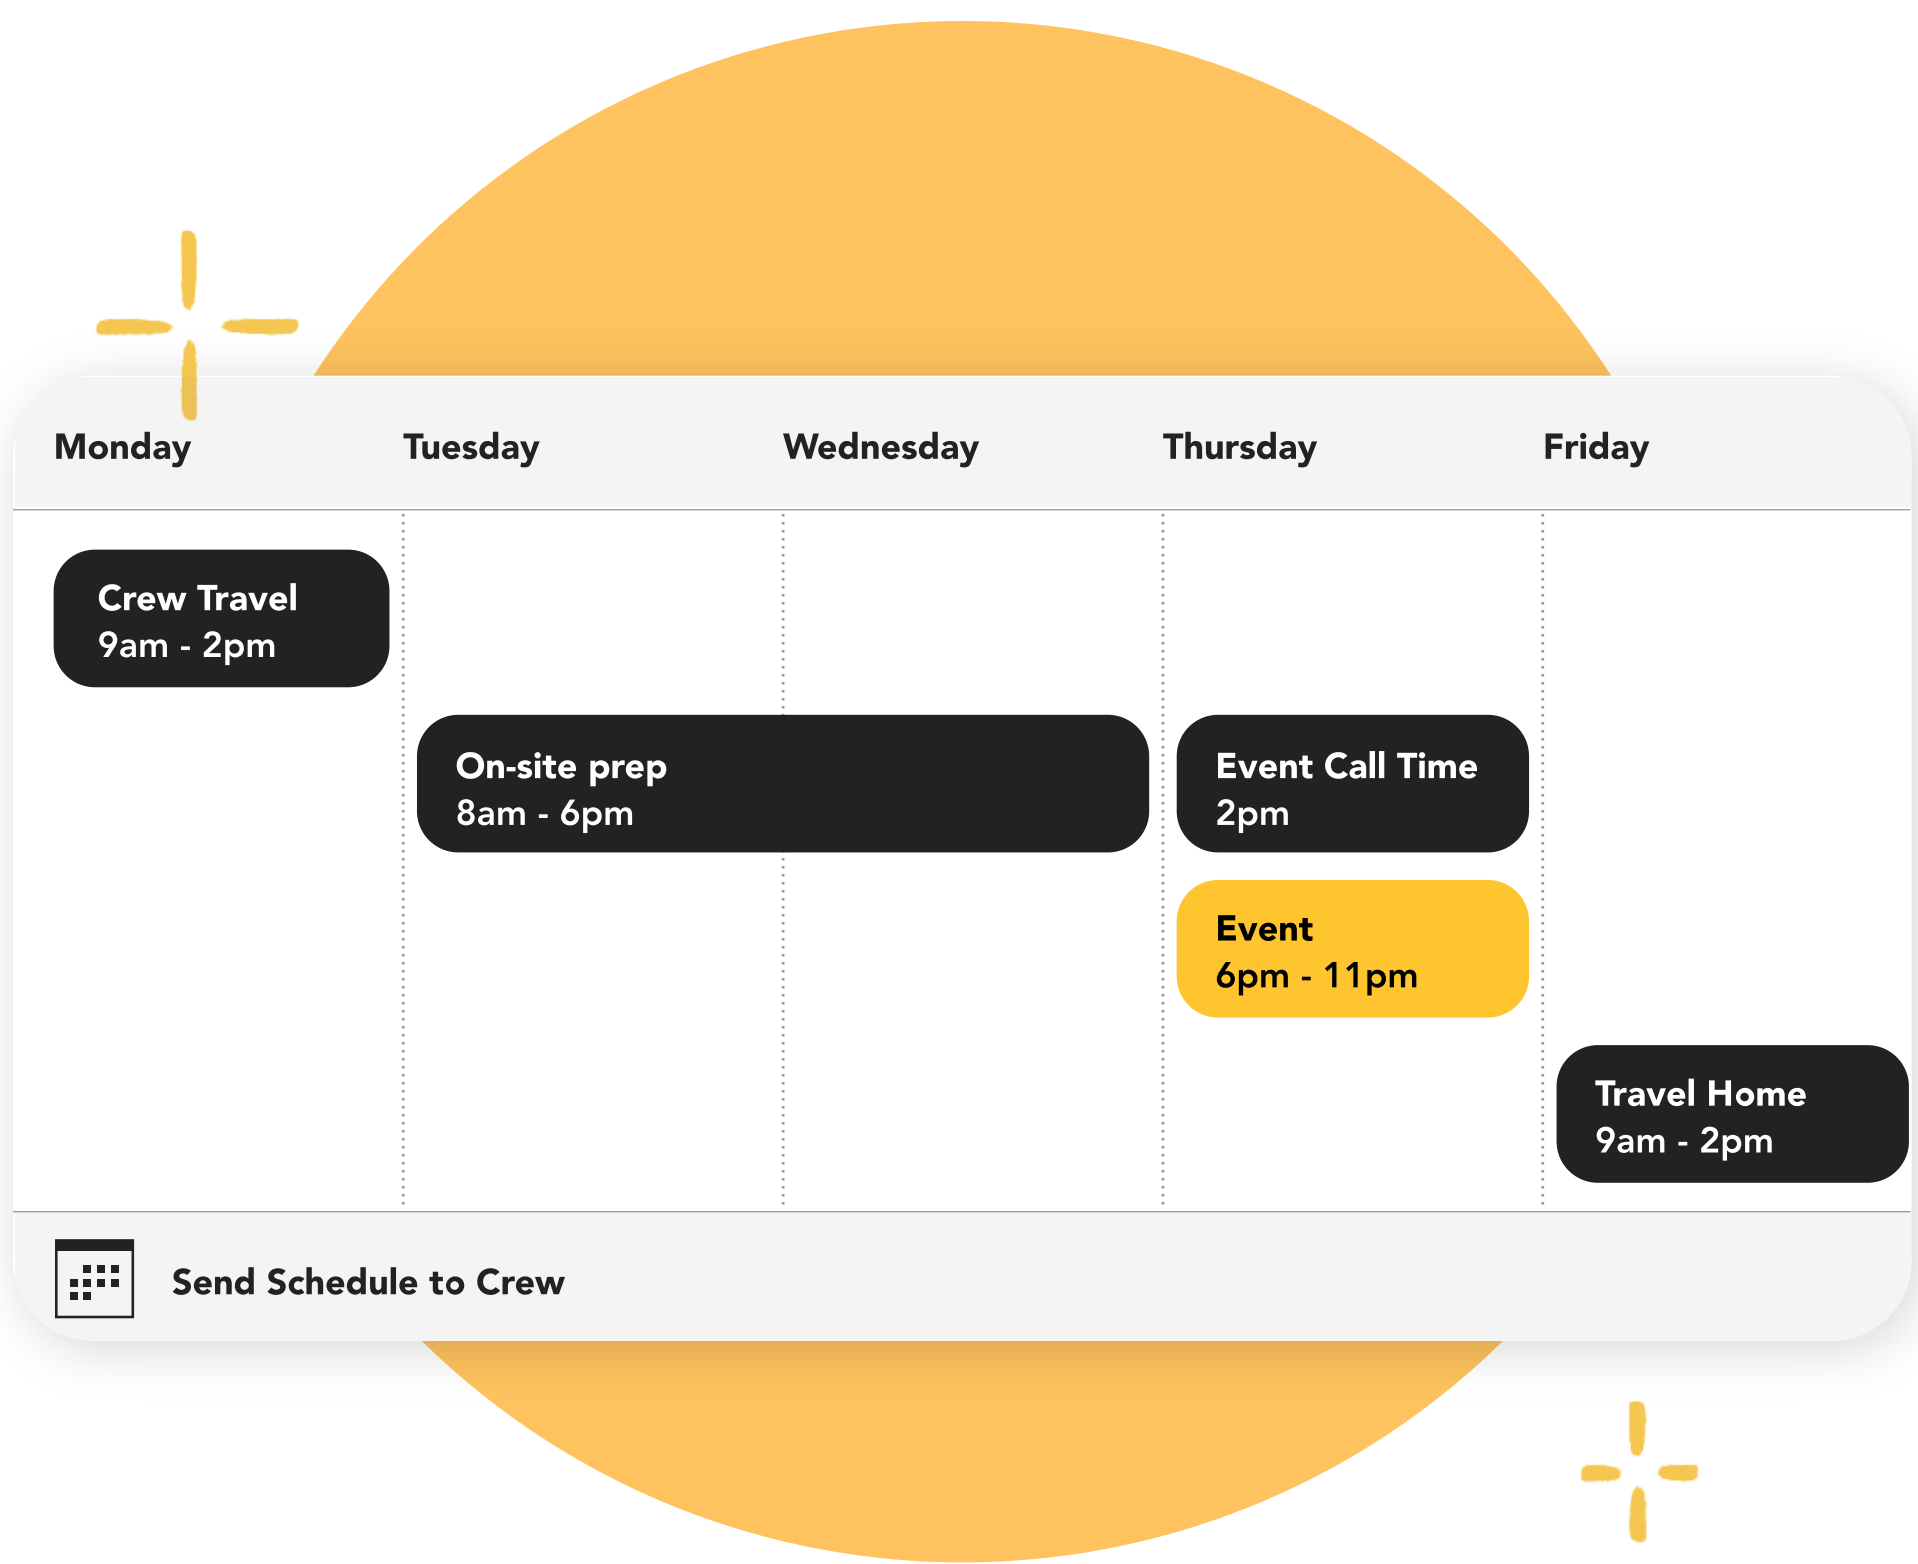 Monday
Tuesday
Wednesday
Thursday
Friday
Crew Travel
9am - 2pm
On-site prep
8am - 6pm
Event Call Time
2pm
Event
6pm - 11pm
Travel Home
9am - 2pm
Send Schedule to Crew